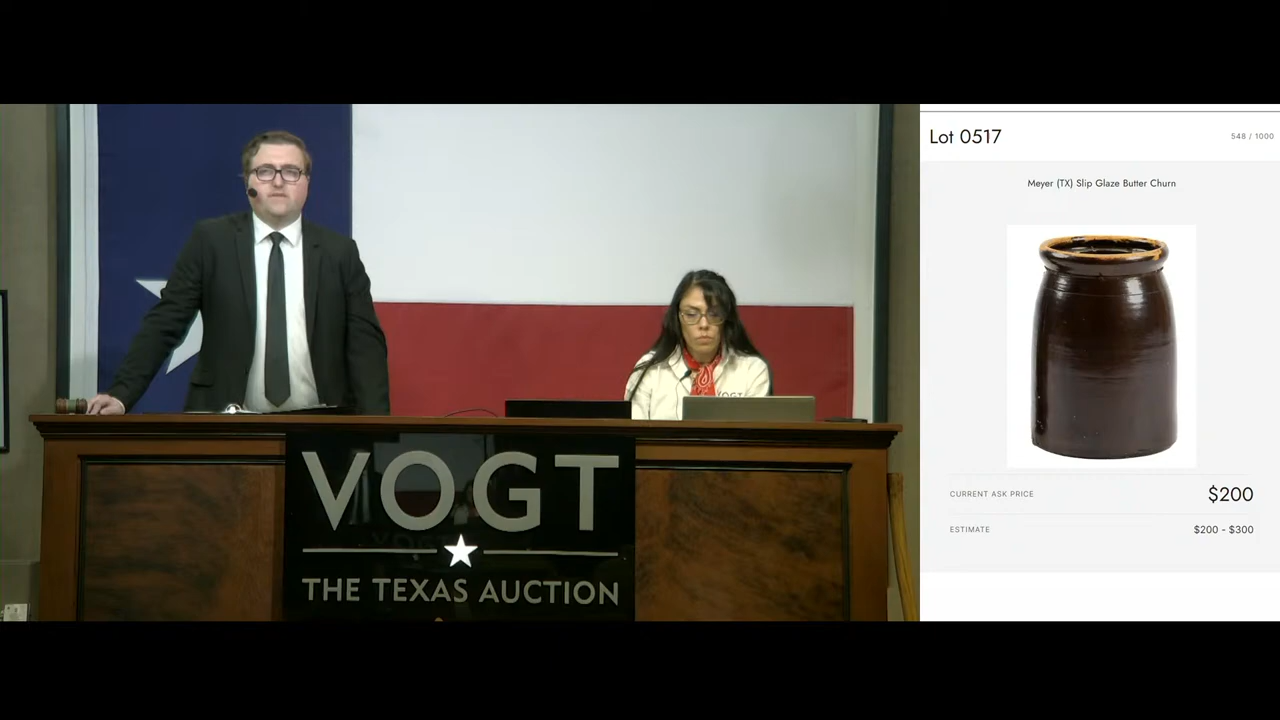 VOGT
VOGT
THE TEXAS AUCTION
Lot 0517
548 / 1000
Meyer (TX) Slip Glaze Butter Churn
CURRENT ASK PRICE
$200
ESTIMATE
$200 - $300